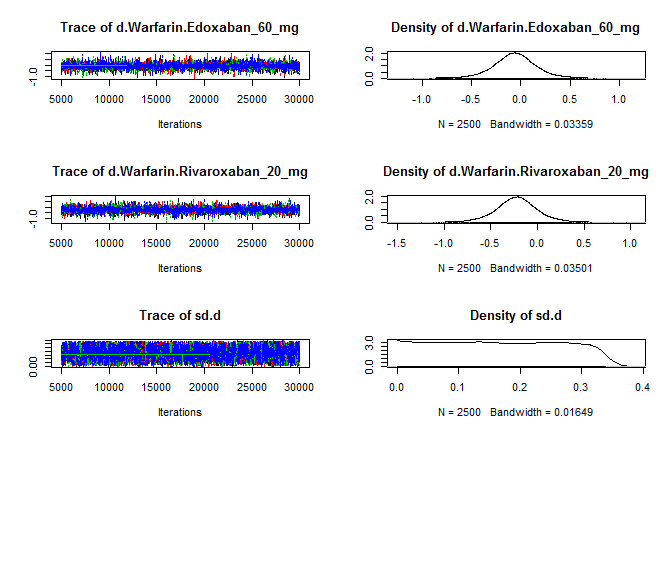 Trace of d.Warfarin.Edoxaban_60_mg
-1.0
5000 10000 15000 20000 25000 30000
Iterations
Density of d.Warfarin.Edoxaban_60_mg
0.0 2.0
-1.0 -0.5 0.0 0.5 1.0
N = 2500 Bandwidth = 0.03359
Trace of d.Warfarin.Rivaroxaban_20_mg
-1.0
5000 10000 15000 20000 25000 30000
Iterations
Density of d.Warfarin.Rivaroxaban_20_mg
0.0 2.0
-1.5 -1.0 -0.5 0.0 0.5 1.0
N = 2500 Bandwidth = 0.03501
Trace of sd.d
0.00
5000 10000 15000 20000 25000 30000
Iterations
Density of sd.d
0.0 3.0
0.0 0.1 0.2 0.3 0.4
N = 2500 Bandwidth = 0.01649